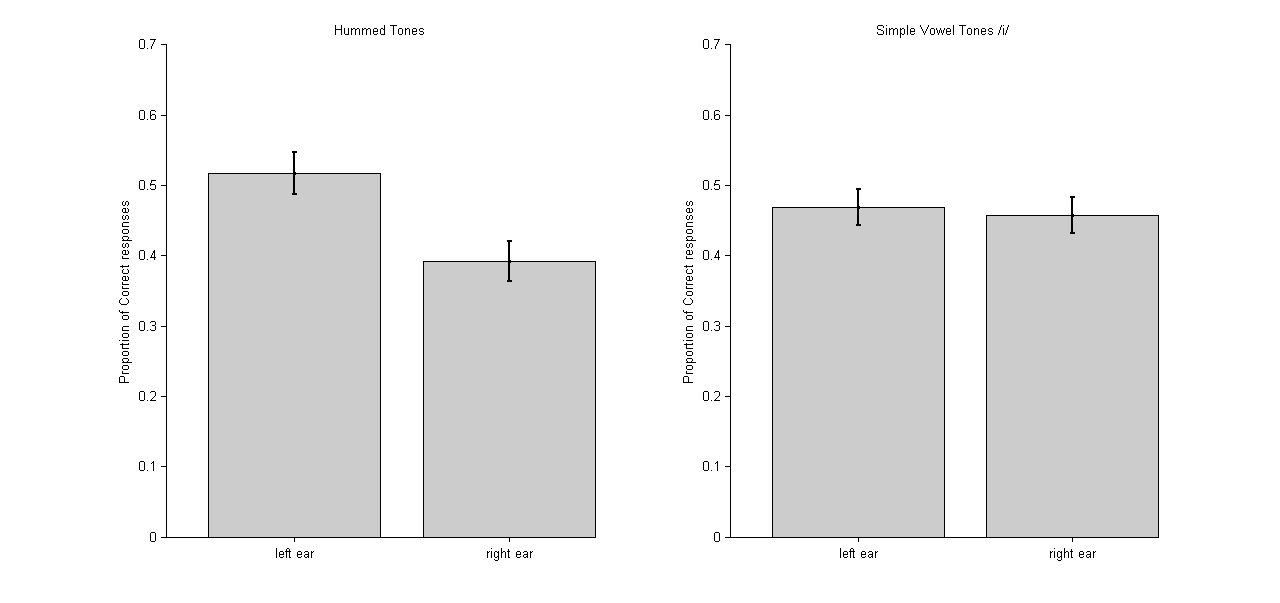 Hummed Tones
0.7
0.6
0.5
0.4
0.3
0.2
0.1
0
Proportion of Correct responses
left ear
right ear
Simple Vowel Tones /i/
0.7
0.6
0.5
0.4
0.3
0.2
0.1
0
Proportion of Correct responses
left ear
right ear